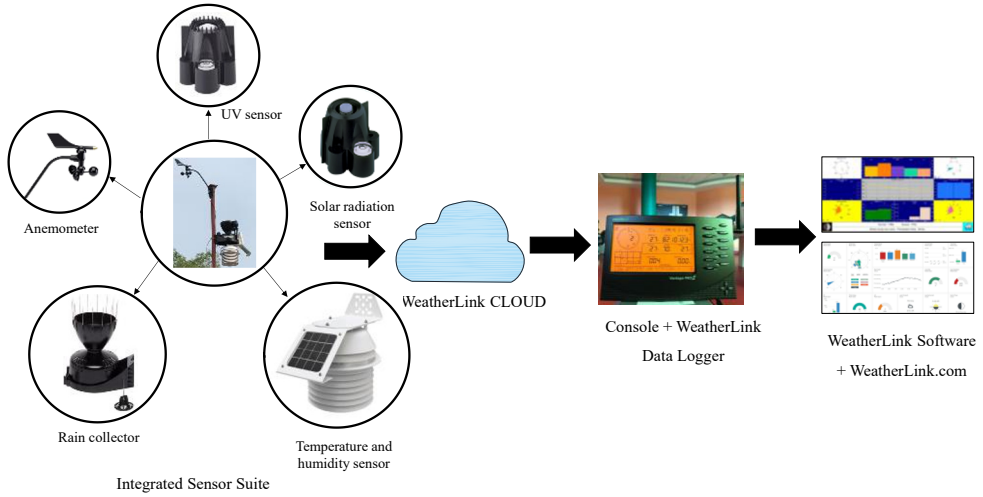 UV sensor
Solar radiation
sensor
Anemometer
WeatherLink CLOUD
Console + WeatherLink
Data Logger
WeatherLink Software
+ WeatherLink.com
Rain collector
Temperature and
humidity sensor
Integrated Sensor Suite